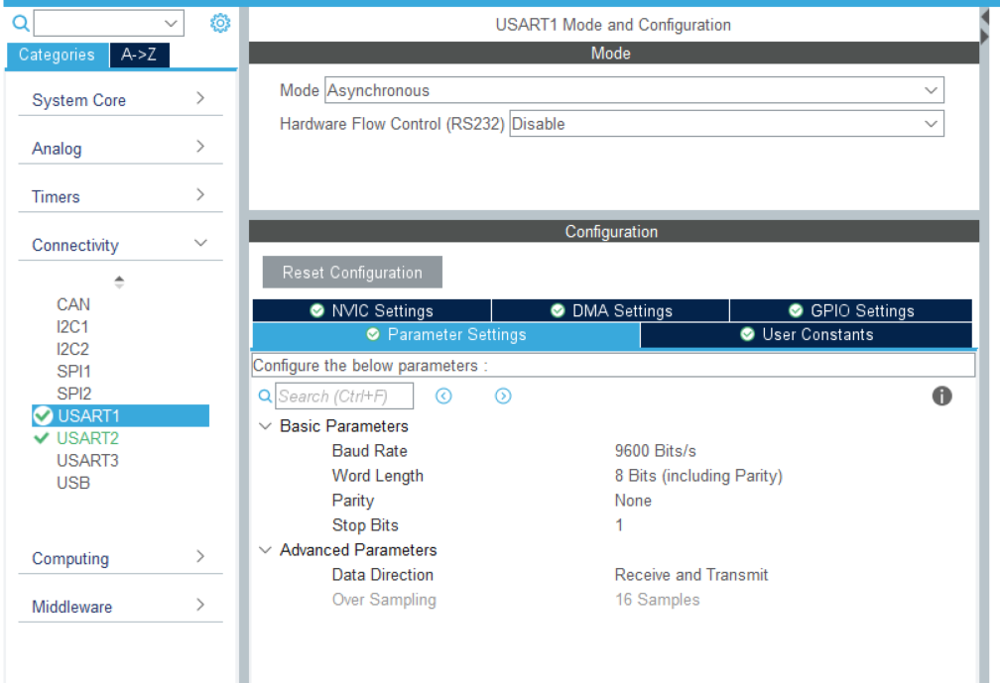 USART1 Mode and Configuration
Categories A->Z
Mode
System Core
Analog
Timers
Connectivity
CAN
I2C1
I2C2
SPI1
SPI2
USART1
USART2
USART3
USB
Computing
Middleware
Mode Asynchronous
Hardware Flow Control (RS232) Disable
Configuration
Reset Configuration
NVIC Settings DMA Settings GPIO Settings
Parameter Settings User Constants
Configure the below parameters :
Search (Ctrl+F)
Basic Parameters
Baud Rate 9600 Bits/s
Word Length 8 Bits (including Parity)
Parity None
Stop Bits 1
Advanced Parameters
Data Direction Receive and Transmit
Over Sampling 16 Samples